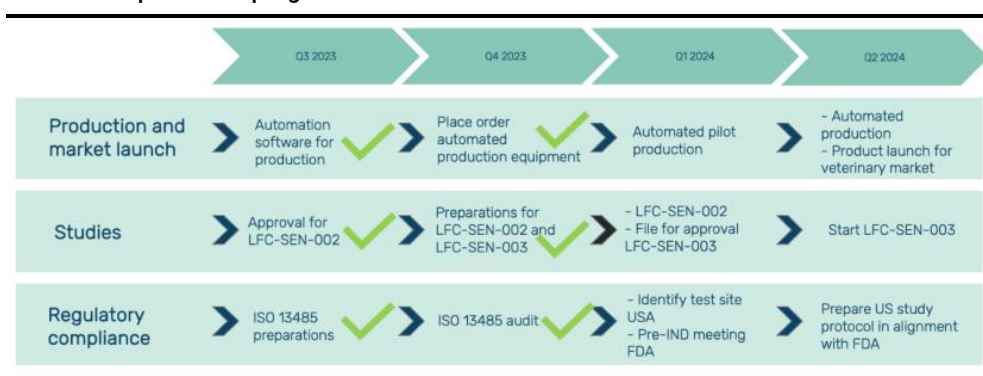 Q3 2023
Q4 2023
Q1 2024
Q2 2024
Production and
market launch
Automation
software for
production
Place order
automated
production equipment
Automated pilot
production
- Automated
production
- Product launch for
veterinary market
Studies
Approval for
LFC-SEN-002
Preparations for
LFC-SEN-002 and
LFC-SEN-003
- LFC-SEN-002
- File for approval
LFC-SEN-003
Start LFC-SEN-003
Regulatory
compliance
ISO 13485
preparations
ISO 13485 audit
- Identify test site
USA
- Pre-IND meeting
FDA
Prepare US study
protocol in alignment
with FDA